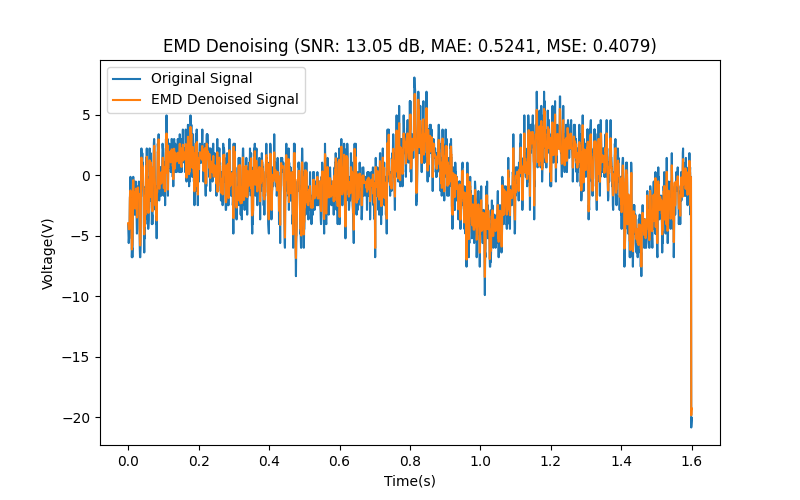 EMD Denoising (SNR: 13.05 dB, MAE: 0.5241, MSE: 0.4079)
Original Signal
EMD Denoised Signal
5
0
−5
−10
−15
−20
Voltage(V)
0.0 0.2 0.4 0.6 0.8 1.0 1.2 1.4 1.6
Time(s)